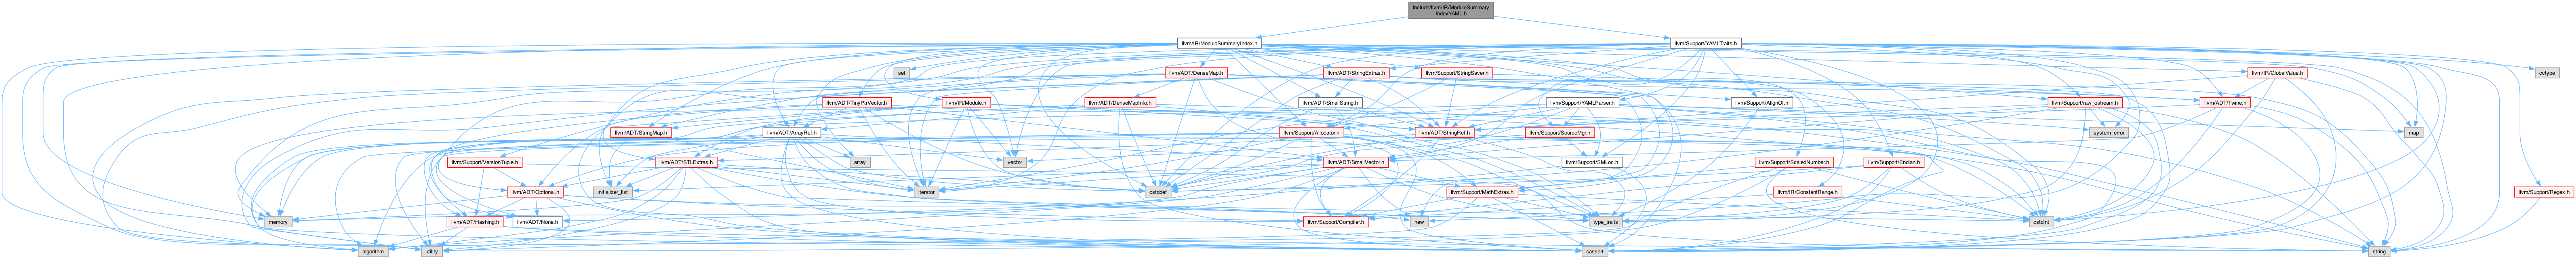 include/llvm/IR/ModuleSummary
IndexYAML.h
llvm/IR/ModuleSummaryIndex.h
llvm/Support/YAMLTraits.h
set
llvm/ADT/DenseMap.h
llvm/ADT/StringExtras.h
llvm/Support/StringSaver.h
llvm/IR/GlobalValue.h
cctype
llvm/ADT/TinyPtrVector.h
llvm/IR/Module.h
llvm/ADT/DenseMapInfo.h
llvm/ADT/SmallString.h
llvm/Support/YAMLParser.h
llvm/Support/AlignOf.h
llvm/Support/raw_ostream.h
llvm/ADT/Twine.h
llvm/ADT/StringMap.h
llvm/ADT/ArrayRef.h
llvm/Support/Allocator.h
llvm/ADT/StringRef.h
llvm/Support/SourceMgr.h
system_error
map
llvm/Support/VersionTuple.h
llvm/ADT/STLExtras.h
array
vector
llvm/ADT/SmallVector.h
llvm/Support/SMLoc.h
llvm/Support/ScaledNumber.h
llvm/Support/Endian.h
llvm/ADT/Optional.h
initializer_list
iterator
cstddef
llvm/Support/MathExtras.h
llvm/IR/ConstantRange.h
llvm/Support/Regex.h
memory
llvm/ADT/Hashing.h
llvm/ADT/None.h
llvm/Support/Compiler.h
new
type_traits
cstdint
algorithm
utility
cassert
string